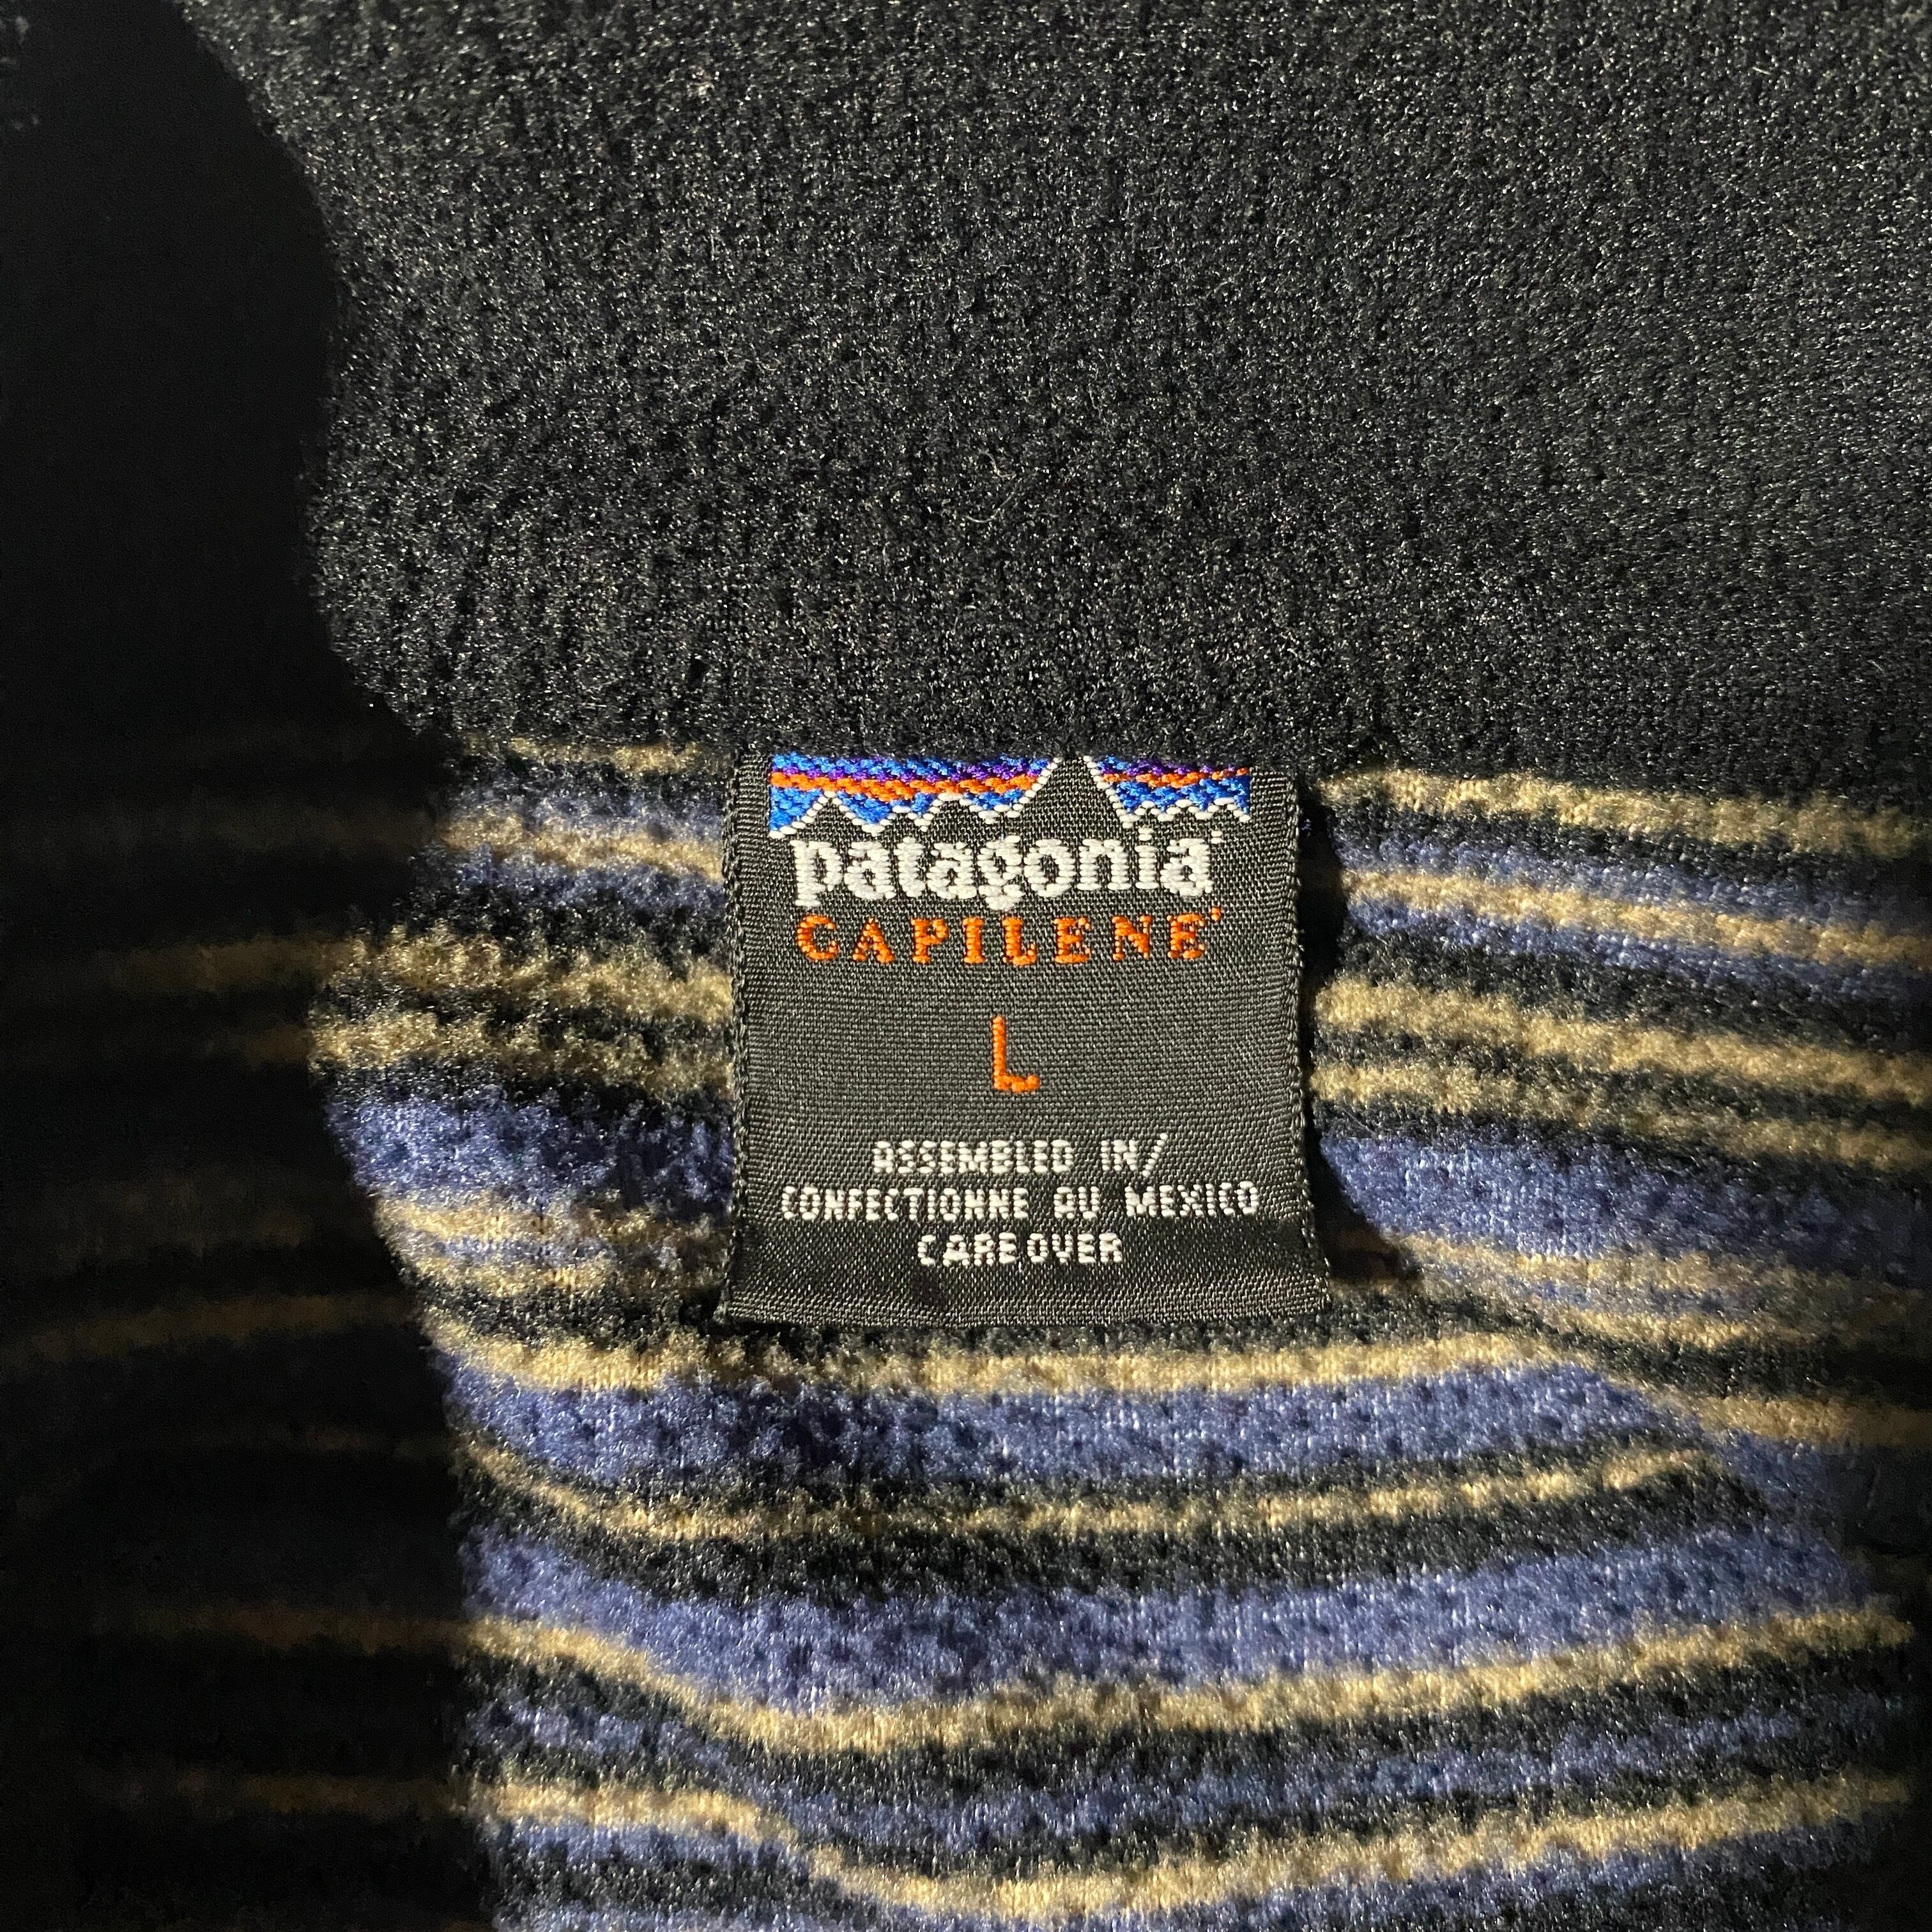 patagonia®
CAPILENE®
L
ASSEMBLED IN/
CONFECTIONNE AU MEXICO
CARE OVER